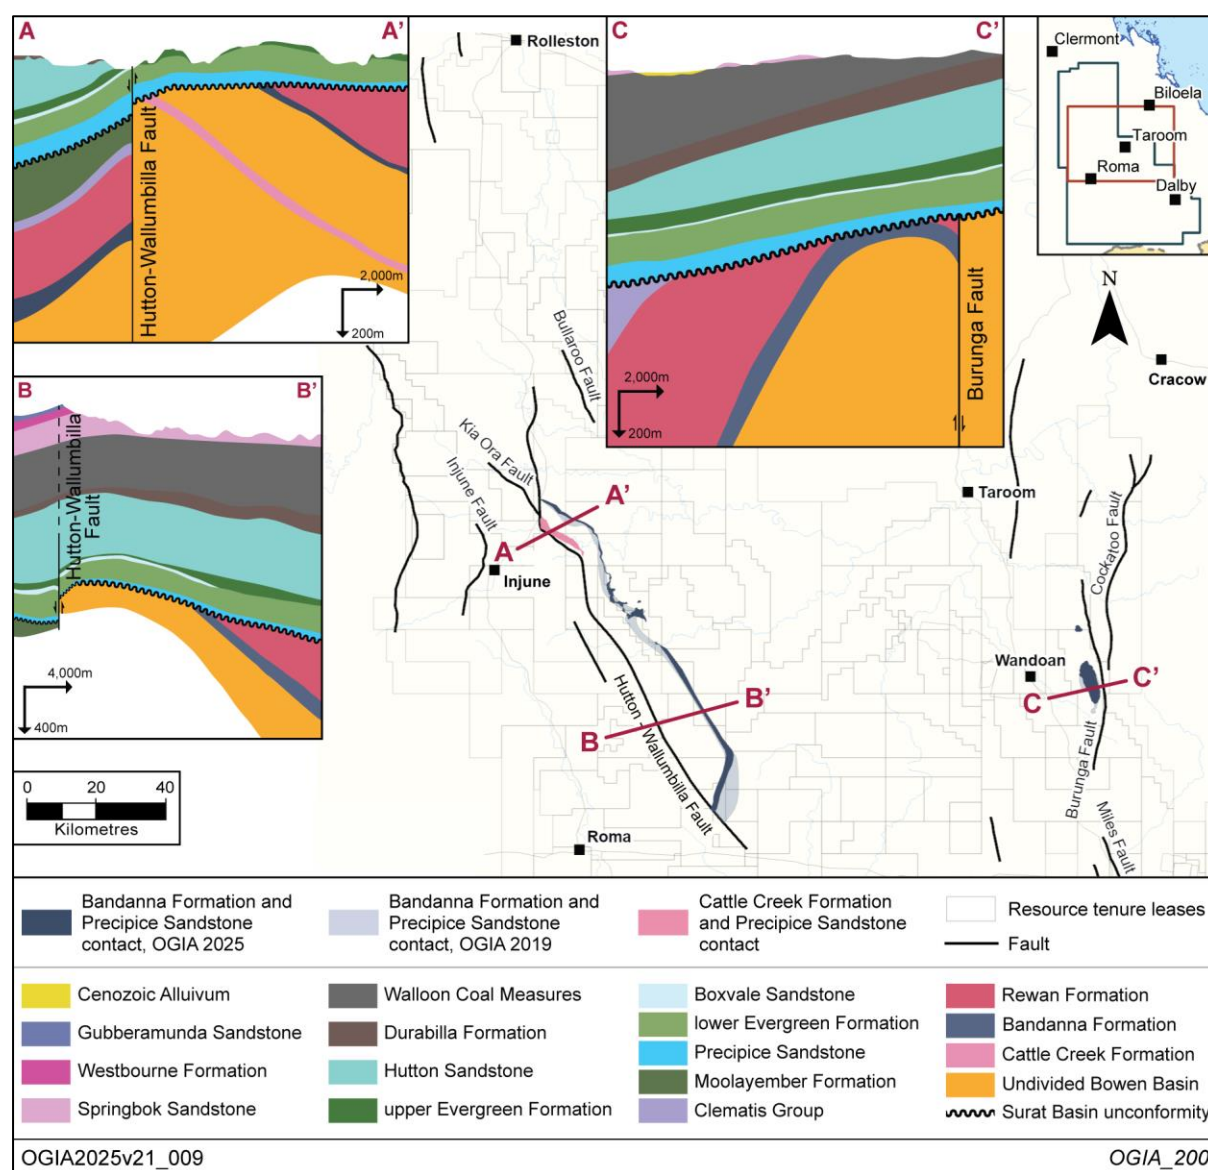 A
A'
Hutton-Wallumbilla Fault
2,000m
200m
B
B'
Hutton-Wallumbilla
Fault
4,000m
400m
C
C'
Burunga Fault
2,000m
200m
Clermont
Biloela
Taroom
Roma
Dalby
N
Rolleston
Bullaroo Fault
Cracow
Kia Ora Fault
Injune Fault
A'
A
Injune
Taroom
Cockatoo Fault
Wandoan
C'
C
B'
B
Hutton - Wallumbilla Fault
Burunga Fault
Miles Fault
Roma
0 20 40
Kilometres
Bandanna Formation and
Precipice Sandstone
contact, OGIA 2025
Bandanna Formation and
Precipice Sandstone
contact, OGIA 2019
Cattle Creek Formation
and Precipice Sandstone
contact
Resource tenure leases
Fault
Cenozoic Alluivum
Gubberamunda Sandstone
Westbourne Formation
Springbok Sandstone
Walloon Coal Measures
Durabilla Formation
Hutton Sandstone
upper Evergreen Formation
Boxvale Sandstone
lower Evergreen Formation
Precipice Sandstone
Moolayember Formation
Clematis Group
Rewan Formation
Bandanna Formation
Cattle Creek Formation
Undivided Bowen Basin
Surat Basin unconformity
OGIA2025v21_009
OGIA_200